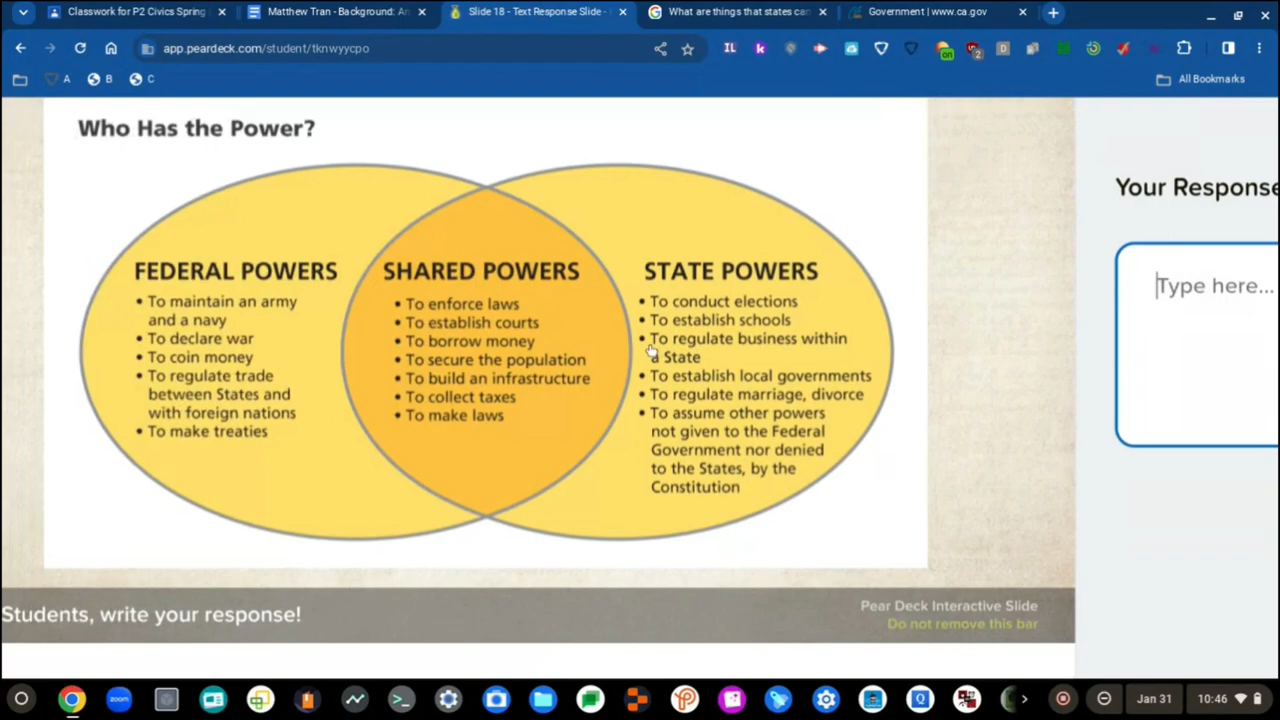 Classwork for P2 Civics Spring
Matthew Tran - Background: An
Slide 18 - Text Response Slide -
What are things that states can
Government | www.ca.gov
app.peardeck.com/student/tknwyycpo
A
B
C
All Bookmarks
Who Has the Power?
FEDERAL POWERS
• To maintain an army
and a navy
• To declare war
• To coin money
• To regulate trade
between States and
with foreign nations
• To make treaties
SHARED POWERS
• To enforce laws
• To establish courts
• To borrow money
• To secure the population
• To build an infrastructure
• To collect taxes
• To make laws
STATE POWERS
• To conduct elections
• To establish schools
• To regulate business within
a State
• To establish local governments
• To regulate marriage, divorce
• To assume other powers
not given to the Federal
Government nor denied
to the States, by the
Constitution
Your Response
Type here...
Students, write your response!
Pear Deck Interactive Slide
Do not remove this bar
zoom
Jan 31
10:46